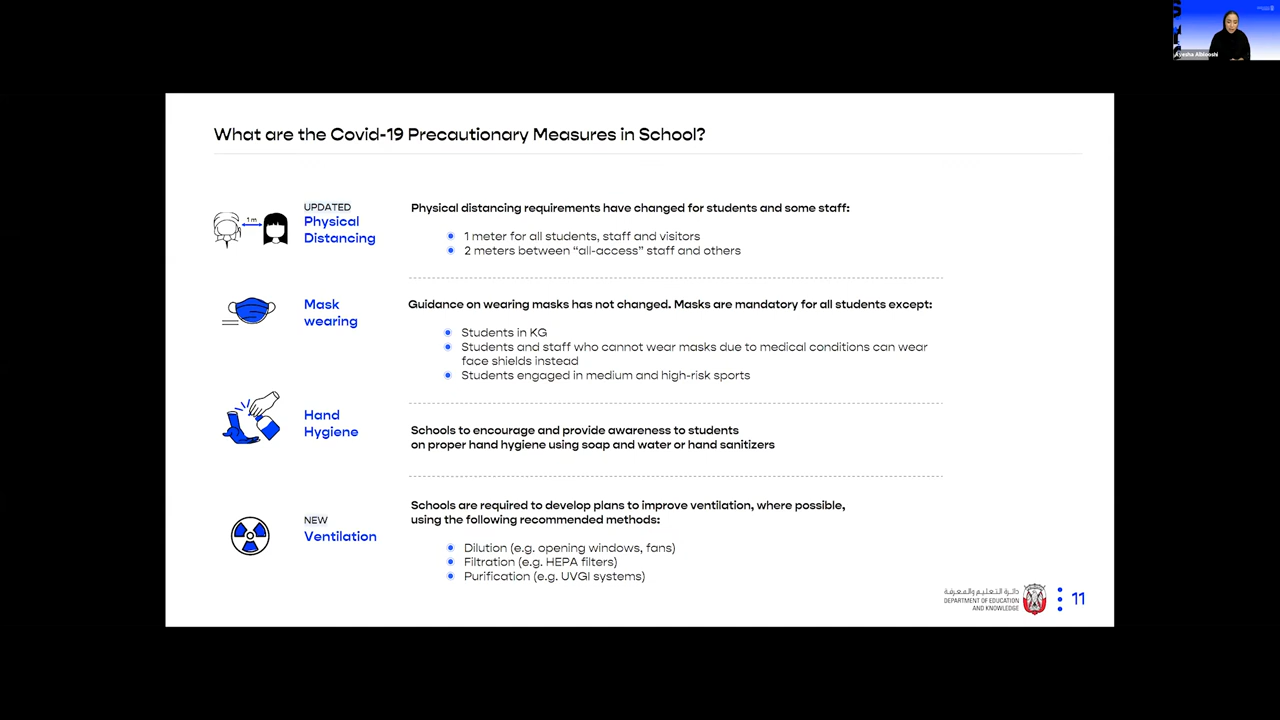 Ayesha Alblooshi
What are the Covid-19 Precautionary Measures in School?
1 m
UPDATED
Physical
Distancing
Physical distancing requirements have changed for students and some staff:
1 meter for all students, staff and visitors
2 meters between “all-access” staff and others
Mask
wearing
Guidance on wearing masks has not changed. Masks are mandatory for all students except:
Students in KG
Students and staff who cannot wear masks due to medical conditions can wear
face shields instead
Students engaged in medium and high-risk sports
Hand
Hygiene
Schools to encourage and provide awareness to students
on proper hand hygiene using soap and water or hand sanitizers
NEW
Ventilation
Schools are required to develop plans to improve ventilation, where possible,
using the following recommended methods:
Dilution (e.g. opening windows, fans)
Filtration (e.g. HEPA filters)
Purification (e.g. UVGI systems)
دائرة التعليم والمعرفة
DEPARTMENT OF EDUCATION
AND KNOWLEDGE
11